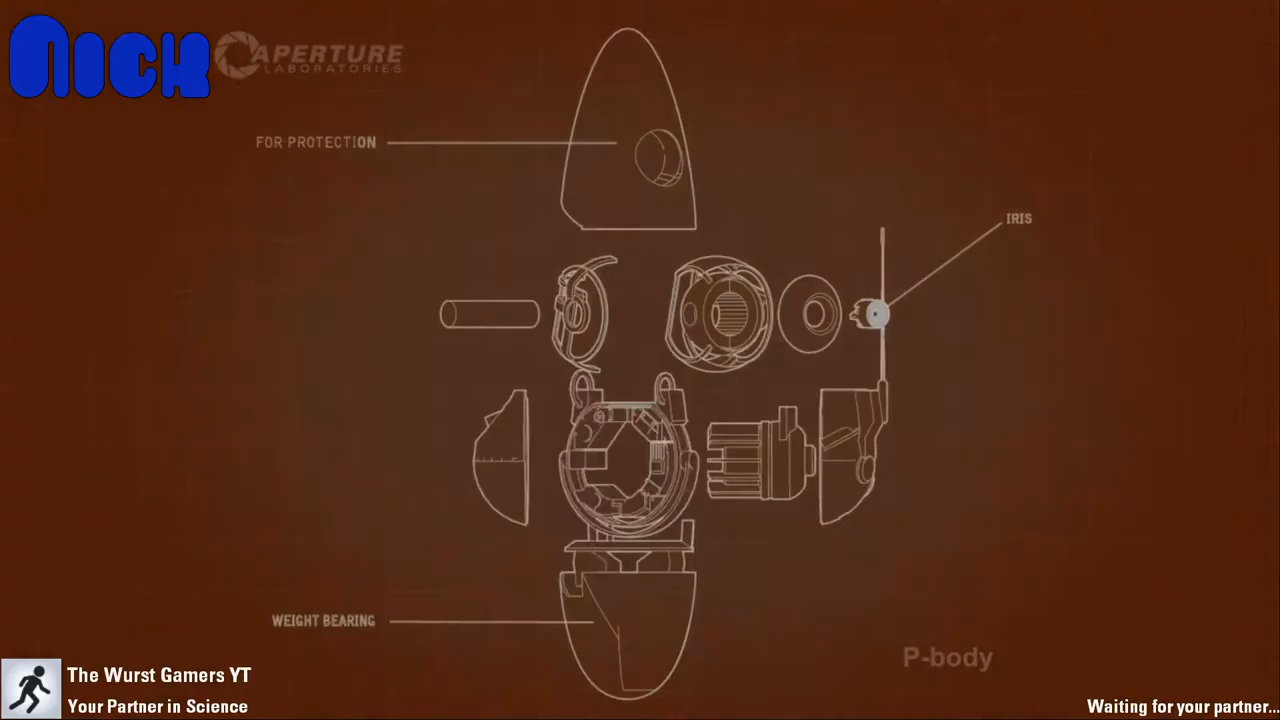 NICK
APERTURE
LABORATORIES
FOR PROTECTION
IRIS
WEIGHT BEARING
P-body
The Wurst Gamers YT
Your Partner in Science
Waiting for your partner...